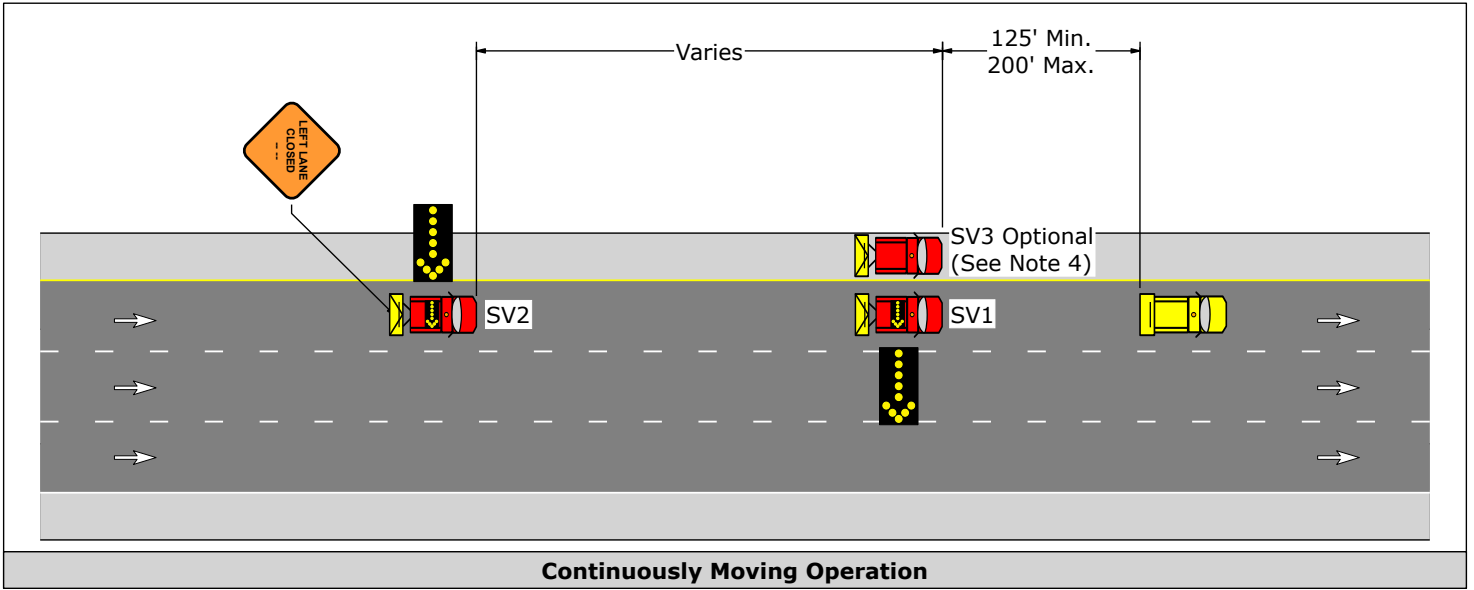 125' Min.
200' Max.
Varies
LEFT LANE
CLOSED
-- --
SV3 Optional
(See Note 4)
SV2
SV1
Continuously Moving Operation